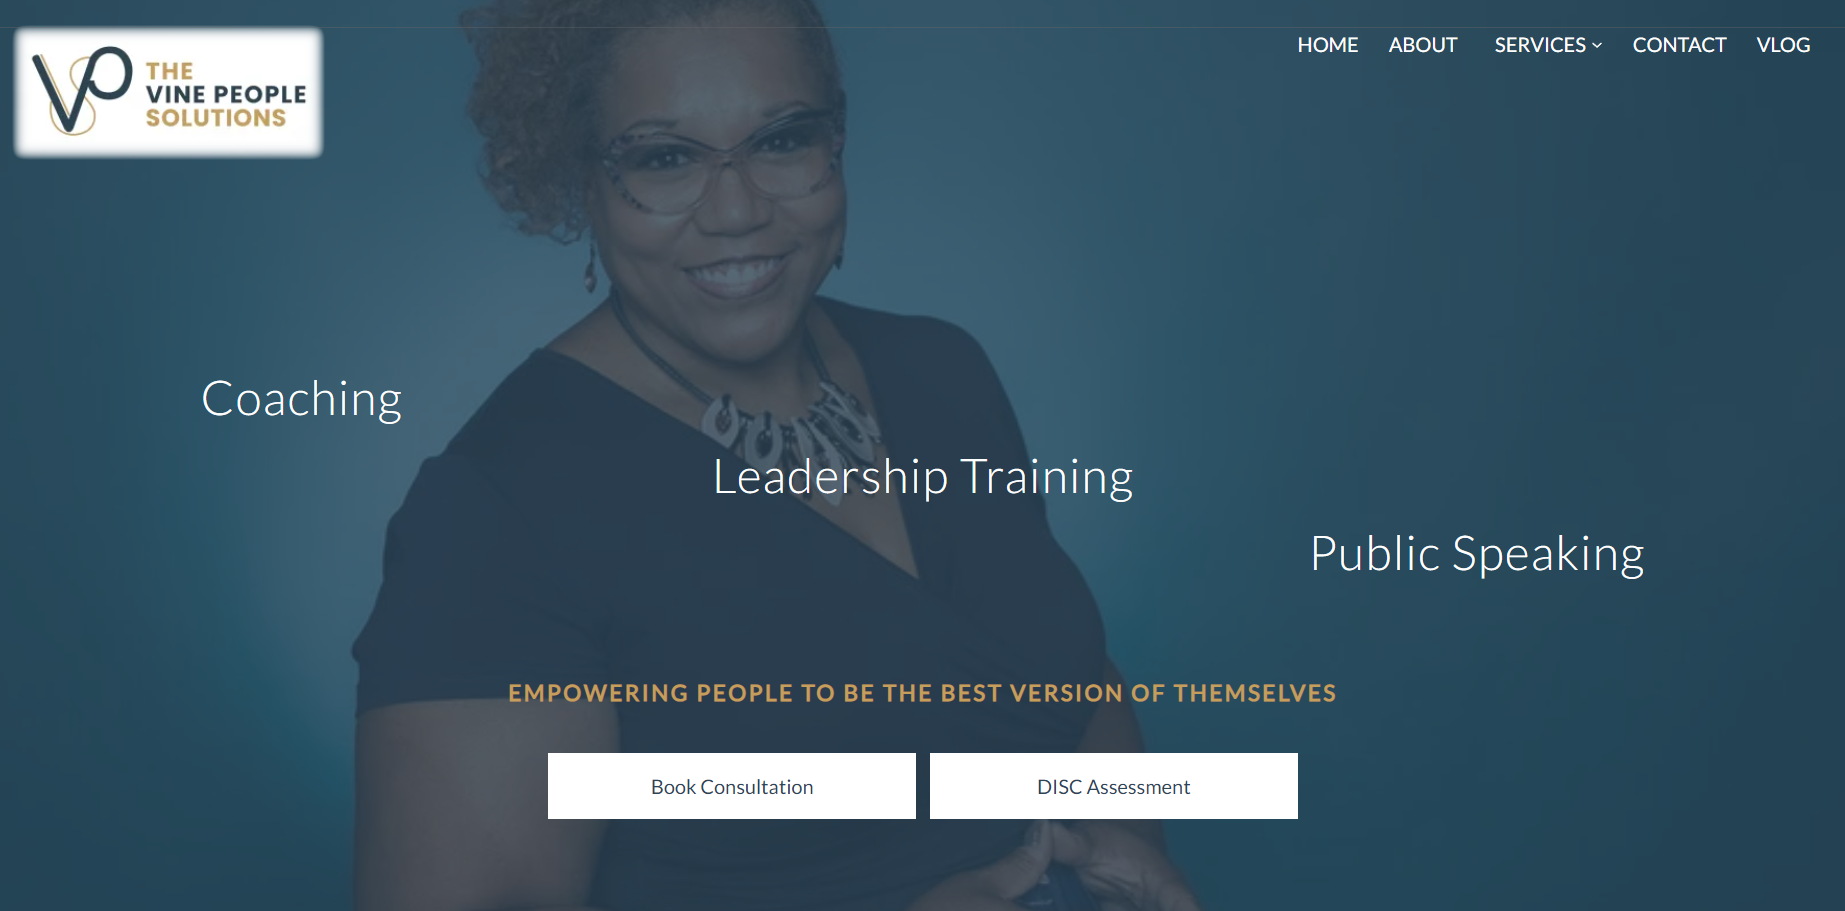 THE
VINE PEOPLE
SOLUTIONS
HOME ABOUT SERVICES CONTACT VLOG
Coaching
Leadership Training
Public Speaking
EMPOWERING PEOPLE TO BE THE BEST VERSION OF THEMSELVES
Book Consultation DISC Assessment